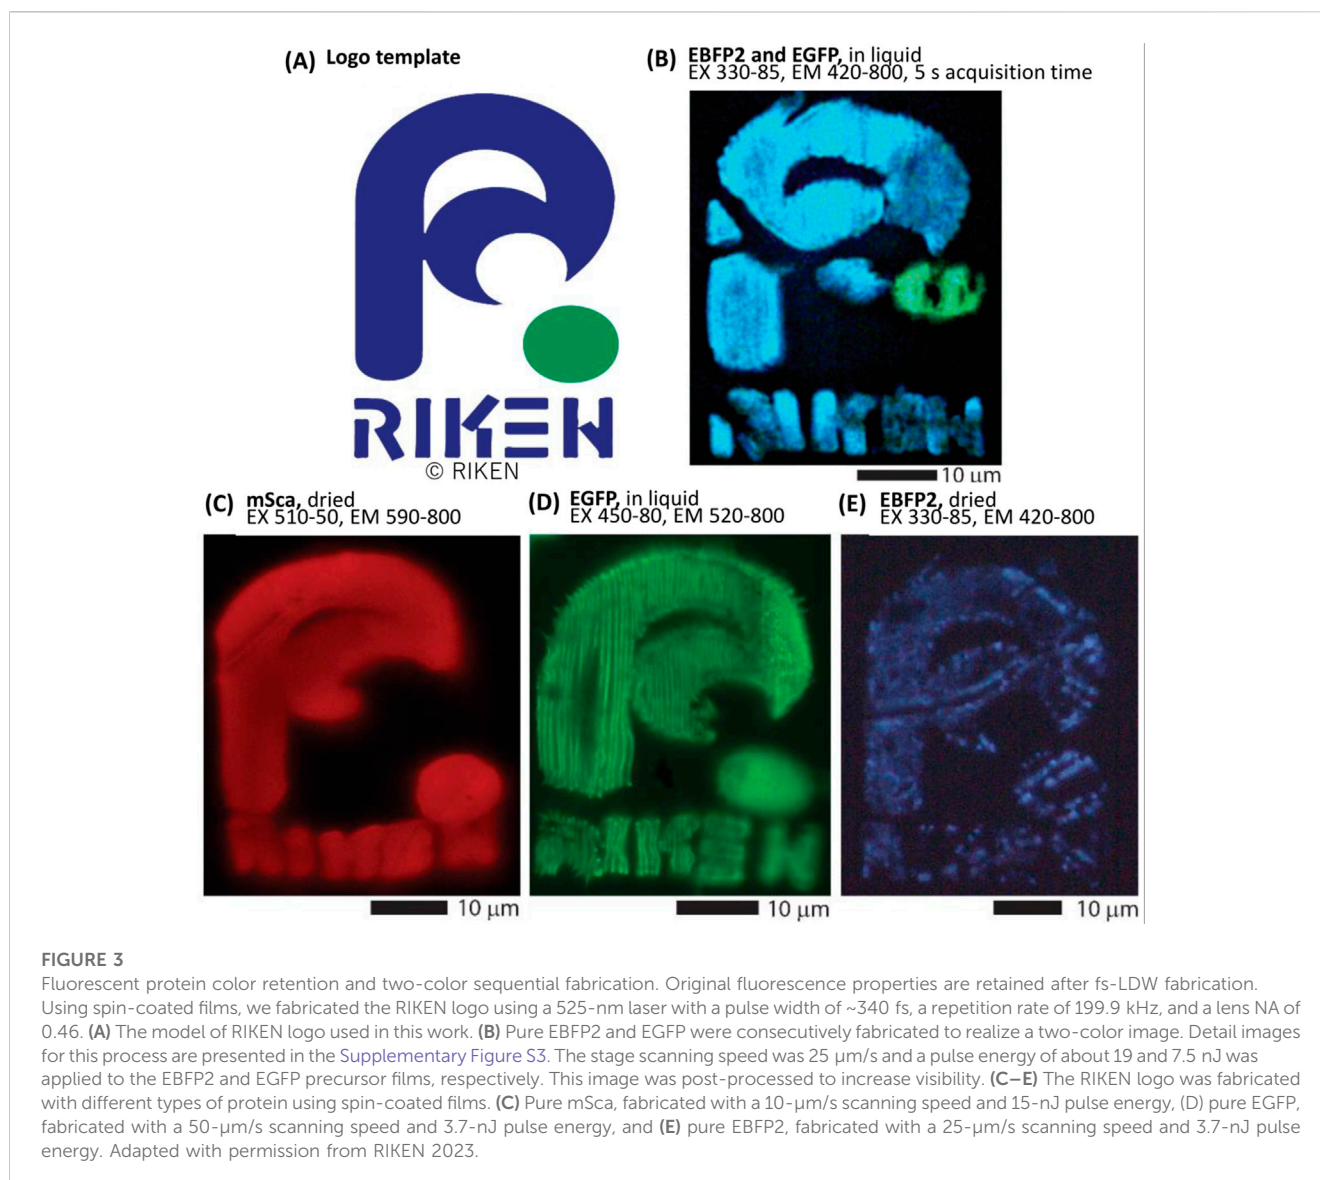 (A) Logo template
RIKEN
© RIKEN
(B) EBFP2 and EGFP, in liquid
EX 330-85, EM 420-800, 5 s acquisition time
10 μm
(C) mSca, dried
EX 510-50, EM 590-800
10 μm
(D) EGFP, in liquid
EX 450-80, EM 520-800
10 μm
(E) EBFP2, dried
EX 330-85, EM 420-800
10 μm
FIGURE 3
Fluorescent protein color retention and two-color sequential fabrication. Original fluorescence properties are retained after fs-LDW fabrication.
Using spin-coated films, we fabricated the RIKEN logo using a 525-nm laser with a pulse width of ~340 fs, a repetition rate of 199.9 kHz, and a lens NA of
0.46. (A) The model of RIKEN logo used in this work. (B) Pure EBFP2 and EGFP were consecutively fabricated to realize a two-color image. Detail images
for this process are presented in the Supplementary Figure S3. The stage scanning speed was 25 μm/s and a pulse energy of about 19 and 7.5 nJ was
applied to the EBFP2 and EGFP precursor films, respectively. This image was post-processed to increase visibility. (C–E) The RIKEN logo was fabricated
with different types of protein using spin-coated films. (C) Pure mSca, fabricated with a 10-μm/s scanning speed and 15-nJ pulse energy, (D) pure EGFP,
fabricated with a 50-μm/s scanning speed and 3.7-nJ pulse energy, and (E) pure EBFP2, fabricated with a 25-μm/s scanning speed and 3.7-nJ pulse
energy. Adapted with permission from RIKEN 2023.